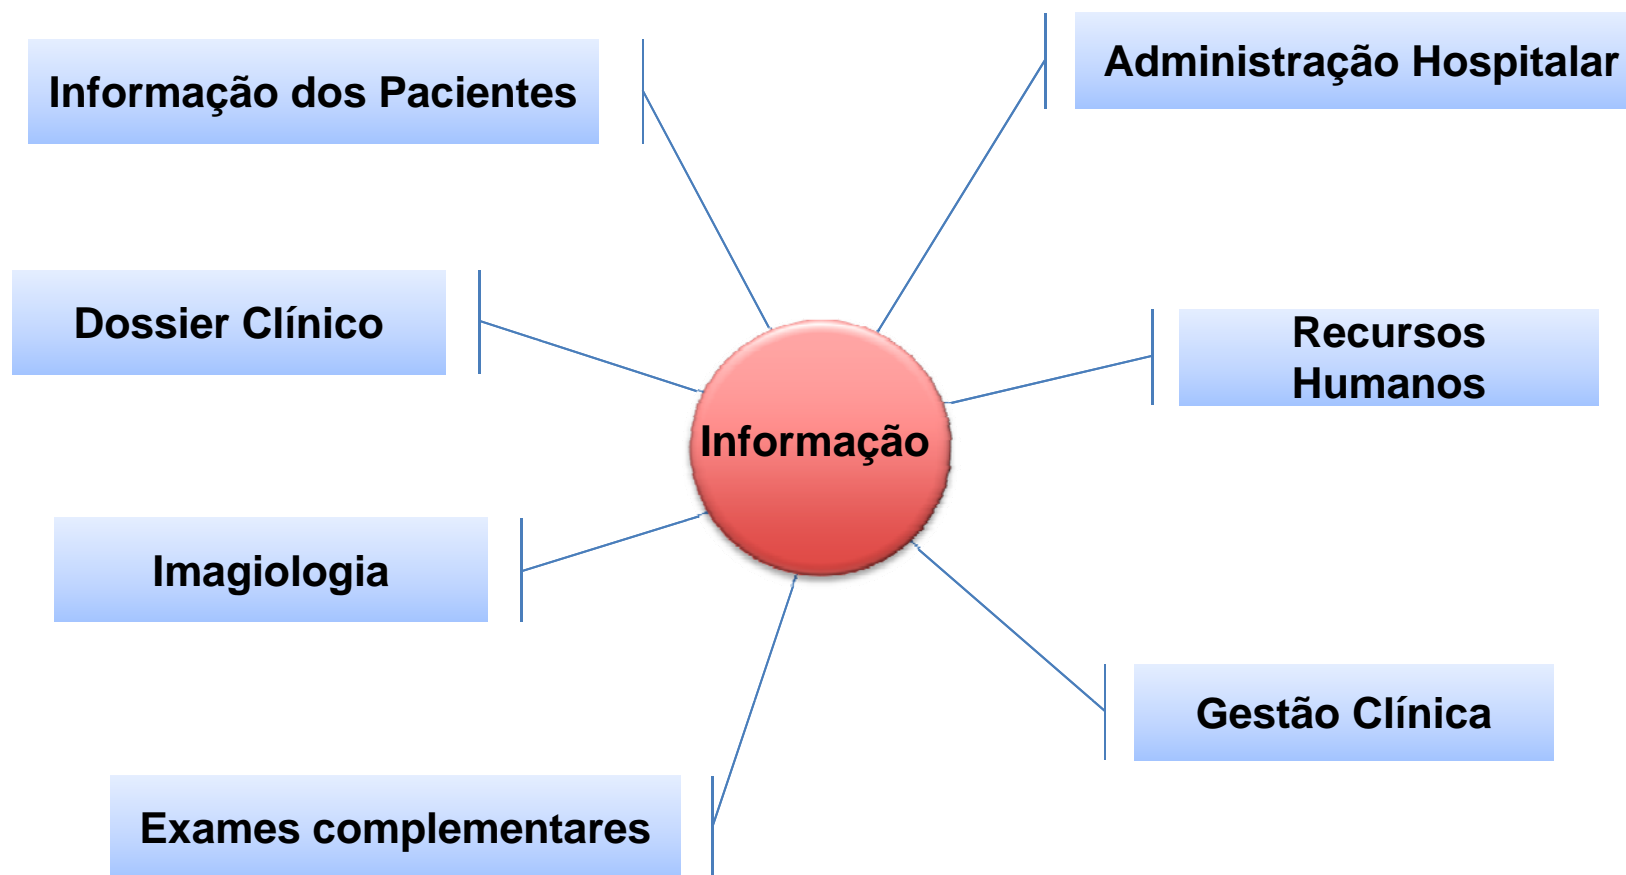 Administração Hospitalar
Informação dos Pacientes
Dossier Clínico
Recursos
Humanos
Informação
Imagiologia
Gestão Clínica
Exames complementares